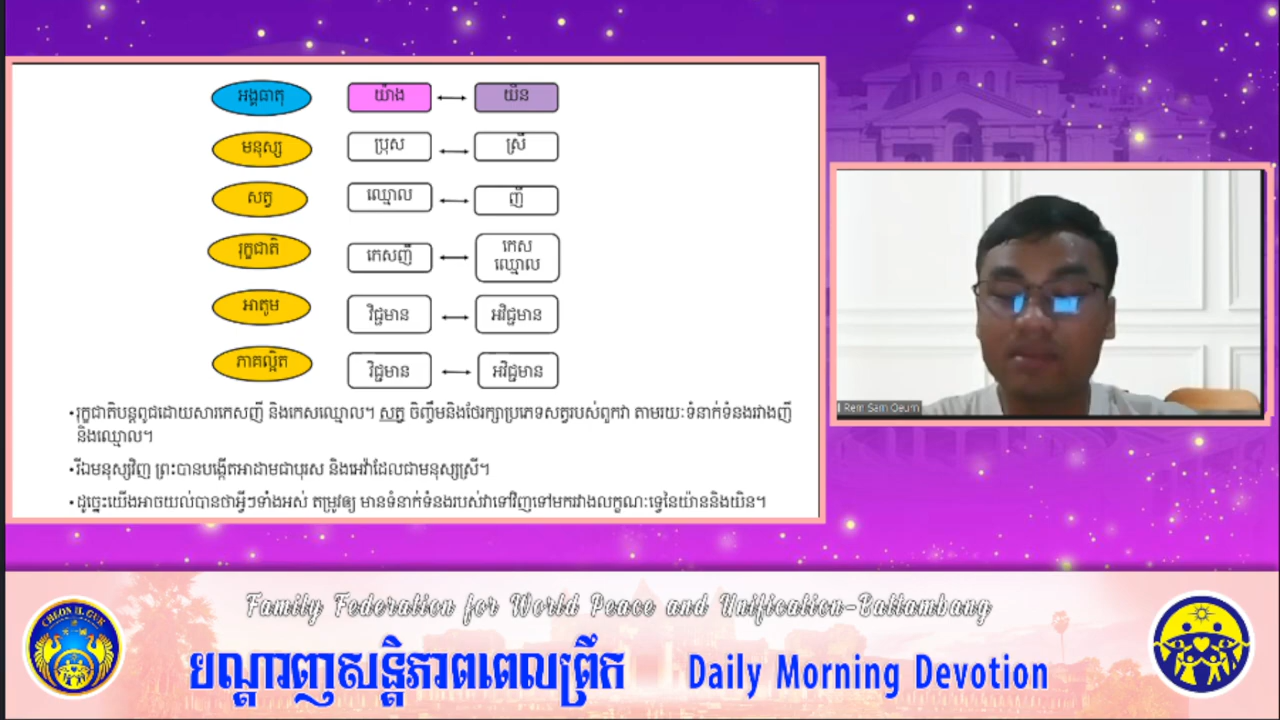 អង្គធាតុ យ៉ាង យិន
មនុស្ស ប្រុស ស្រី
សត្វ ឈ្មោល ញី
រុក្ខជាតិ កេសញី កេស
ឈ្មោល
អាតូម វិជ្ជមាន អវិជ្ជមាន
ភាគល្អិត វិជ្ជមាន អវិជ្ជមាន
•រុក្ខជាតិបន្តពូជដោយសារកេសញី និងកេសឈ្មោល។ សត្វ ចិញ្ចឹមនិងថែរក្សាប្រភេទសត្វរបស់ពួកវា តាមរយៈទំនាក់ទំនងរវាងញី
និងឈ្មោល។
•រីឯមនុស្សវិញ ព្រះបានបង្កើតអាដាមជាបុរស និងអេវ៉ាដែលជាមនុស្សស្រី។
•ដូច្នេះយើងអាចយល់បានថាអ្វីៗទាំងអស់ តម្រូវឲ្យ មានទំនាក់ទំនងរបស់វាទៅវិញទៅមករវាងលក្ខណៈទ្វេនៃយ៉ាននិងយិន។
Rem Sam Oeurn
Family Federation for World Peace and Unification-Battambang
CHEON IL GUK
បណ្តាញសន្តិភាពពេលព្រឹក Daily Morning Devotion